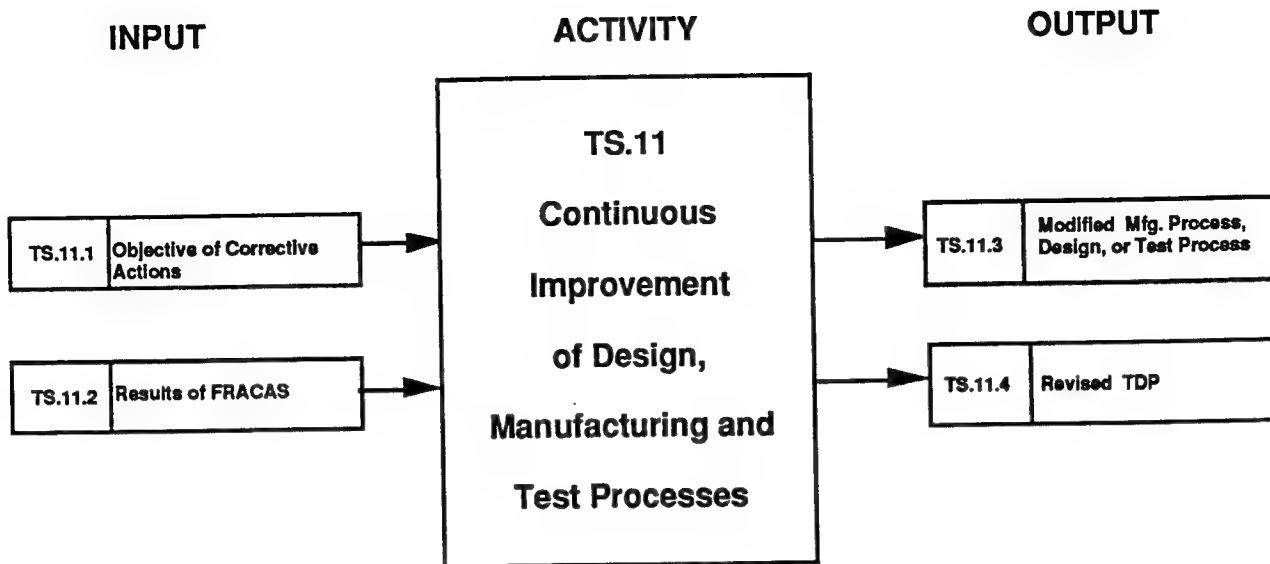 INPUT
ACTIVITY
OUTPUT
TS.11.1
Objective of Corrective
Actions
TS.11.2
Results of FRACAS
TS.11
Continuous
Improvement
of Design,
Manufacturing and
Test Processes
TS.11.3
Modified Mfg. Process,
Design, or Test Process
TS.11.4
Revised TDP